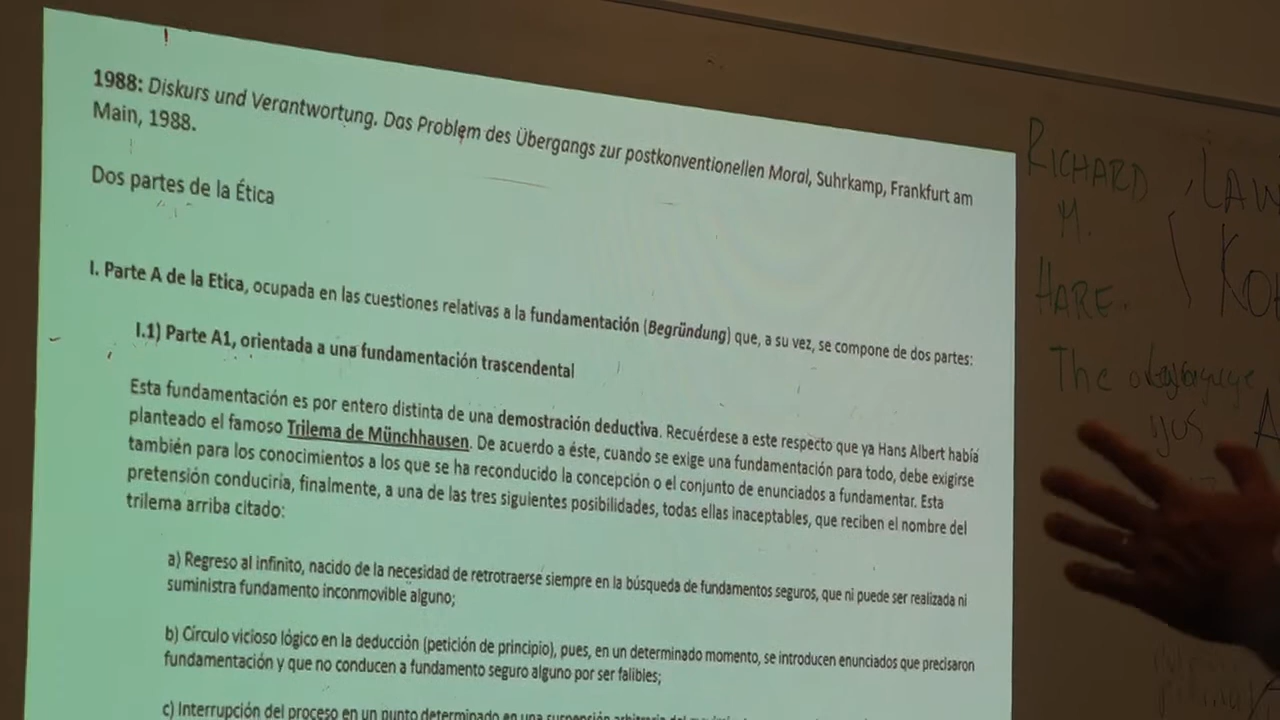 1988: Diskurs und Verantwortung. Das Problem des Übergangs zur postkonventionellen Moral, Suhrkamp, Frankfurt am
Main, 1988.
Dos partes de la Ética
I. Parte A de la Etica, ocupada en las cuestiones relativas a la fundamentación (Begründung) que, a su vez, se compone de dos partes:
I.1) Parte A1, orientada a una fundamentación trascendental
Esta fundamentación es por entero distinta de una demostración deductiva. Recuérdese a este respecto que ya Hans Albert había
planteado el famoso Trilema de Münchhausen. De acuerdo a éste, cuando se exige una fundamentación para todo, debe exigirse
también para los conocimientos a los que se ha reconducido la concepción o el conjunto de enunciados a fundamentar. Esta
pretensión conduciría, finalmente, a una de las tres siguientes posibilidades, todas ellas inaceptables, que reciben el nombre del
trilema arriba citado:
a) Regreso al infinito, nacido de la necesidad de retrotraerse siempre en la búsqueda de fundamentos seguros, que ni puede ser realizada ni
suministra fundamento inconmovible alguno;
b) Círculo vicioso lógico en la deducción (petición de principio), pues, en un determinado momento, se introducen enunciados que precisaron
fundamentación y que no conducen a fundamento seguro alguno por ser falibles;
c) Interrupción del proceso en un punto determinado en una suspensión
RICHARD
M.
HARE.
The
LAW